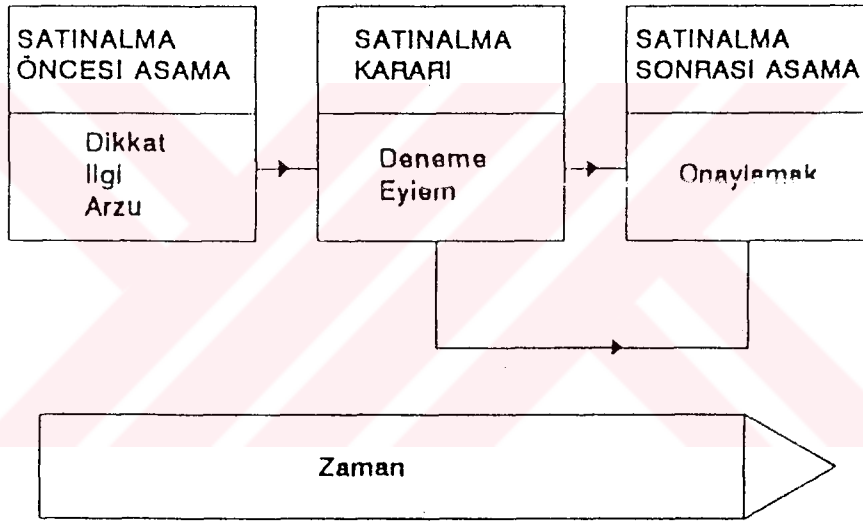 SATINALMA
ÖNCESI ASAMA
Dikkat
Ilgi
Arzu
SATINALMA
KARARI
Deneme
Eylem
SATINALMA
SONRASI ASAMA
Onaylamak
Zaman